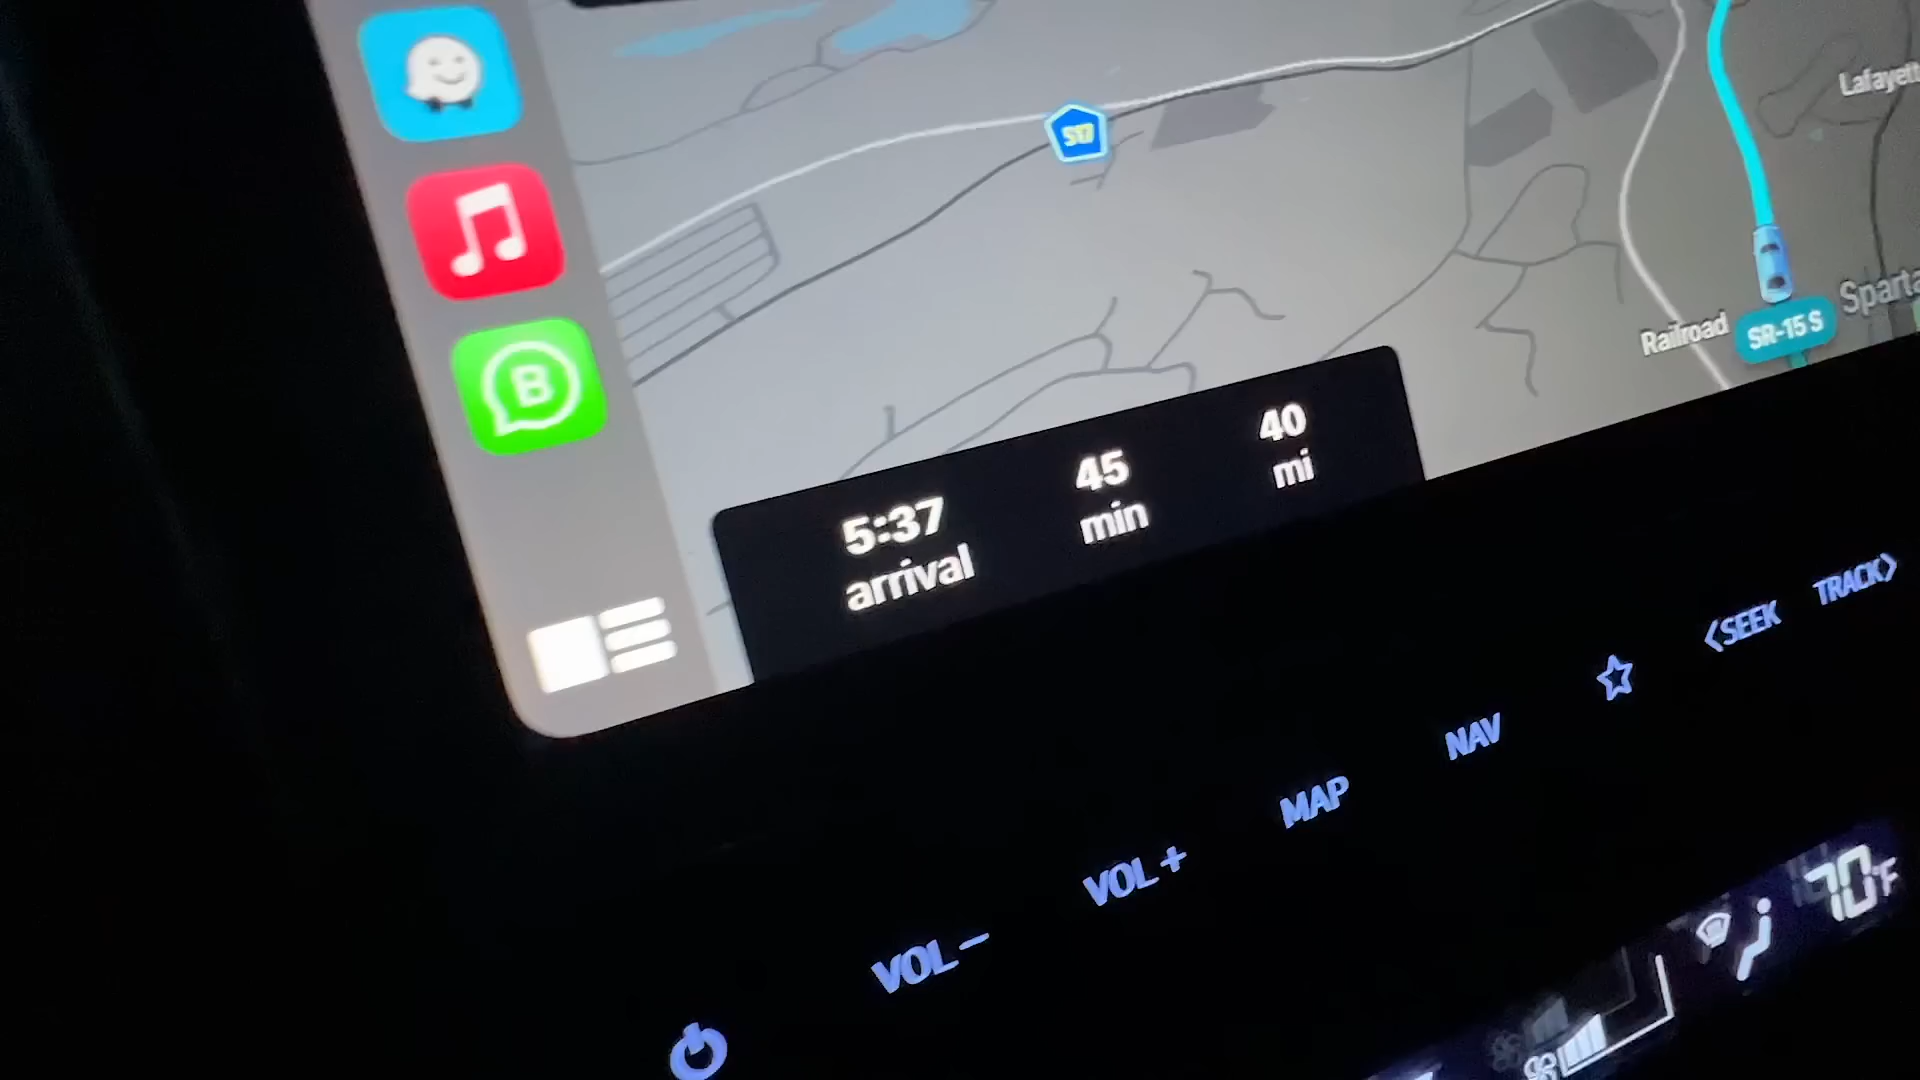 517
Lafayett
Sparta
Railroad
SR-15 S
B
5:37
arrival
45
min
40
mi
<SEEK
TRACK>
NAV
MAP
VOL +
VOL -
70°F